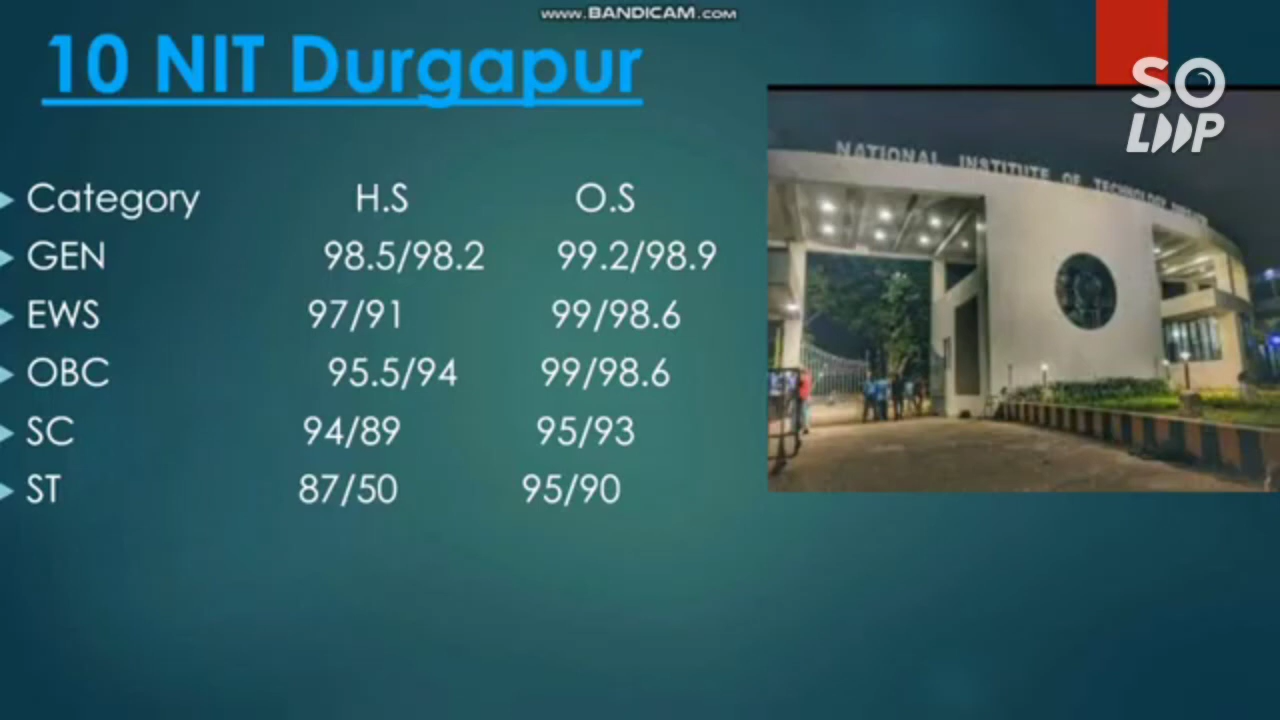 www.BANDICAM.com
10 NIT Durgapur
SO
LOOP
NATIONAL INSTITUTE OF TECHNOLOGY
Category H.S O.S
GEN 98.5/98.2 99.2/98.9
EWS 97/91 99/98.6
OBC 95.5/94 99/98.6
SC 94/89 95/93
ST 87/50 95/90